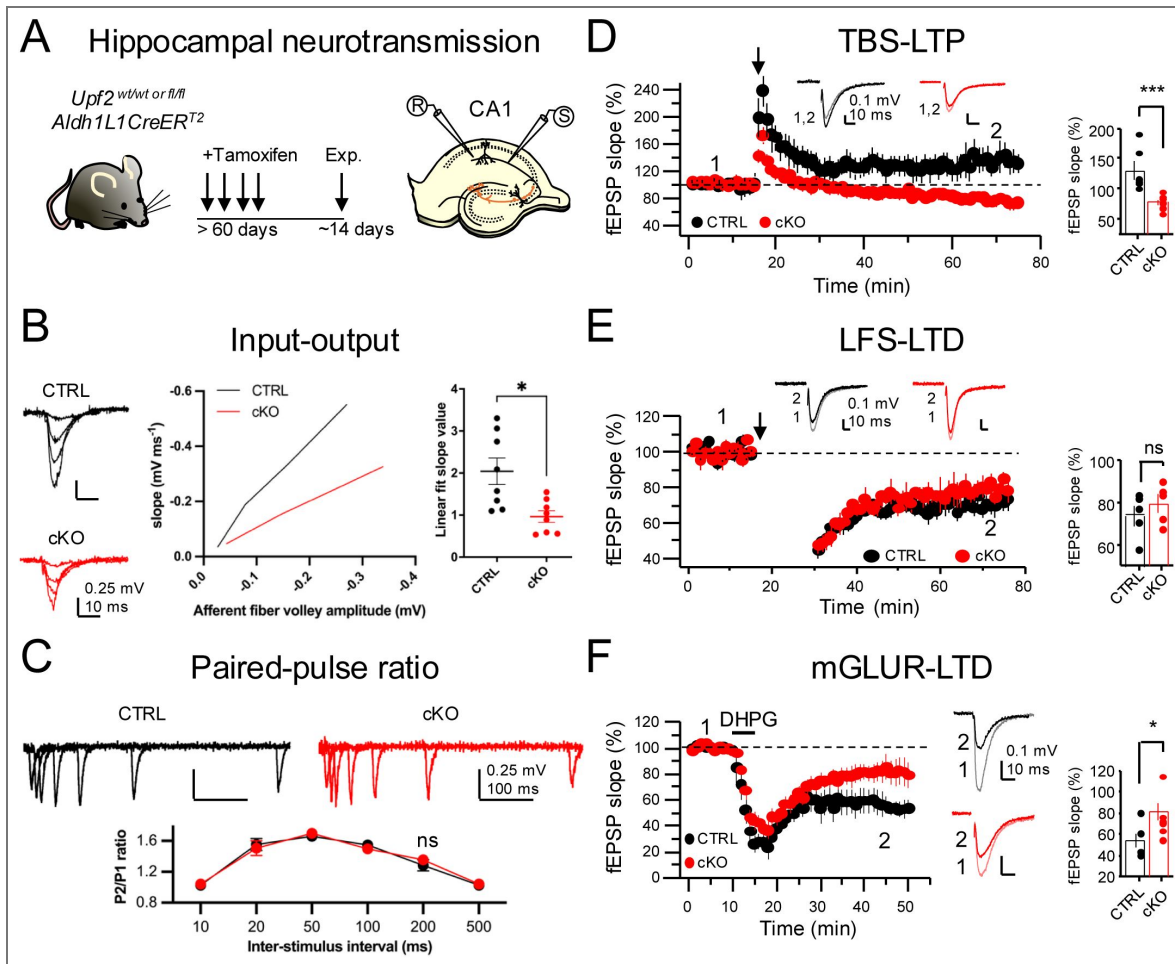 A Hippocampal neurotransmission
Upf2 wt/wt or fl/fl
Aldh1L1CreERT2
+Tamoxifen
Exp.
> 60 days
~14 days
R
CA1
S
B Input-output
CTRL
cKO
0.25 mV
10 ms
CTRL
cKO
slope (mV ms-1)
-0.6
-0.4
-0.2
0.0
0.0
-0.1
-0.2
-0.3
-0.4
Afferent fiber volley amplitude (mV)
Linear fit slope value
4
3
2
1
0
*
CTRL
cKO
C Paired-pulse ratio
CTRL
cKO
0.25 mV
100 ms
P2/P1 ratio
1.6
1.2
0.8
ns
10
20
50
100
200
500
Inter-stimulus interval (ms)
D TBS-LTP
fEPSP slope (%)
240
200
160
120
80
40
1
1,2
0.1 mV
10 ms
1,2
2
CTRL
cKO
0
20
40
60
80
Time (min)
fEPSP slope (%)
200
150
100
50
***
CTRL
cKO
E LFS-LTD
fEPSP slope (%)
120
100
80
60
40
1
2
1
0.1 mV
10 ms
2
1
2
CTRL
cKO
0
20
40
60
80
Time (min)
fEPSP slope (%)
100
80
60
ns
CTRL
cKO
F mGLUR-LTD
fEPSP slope (%)
120
100
80
60
40
20
0
1
DHPG
2
CTRL
cKO
0
10
20
30
40
50
Time (min)
2
1
0.1 mV
10 ms
2
1
fEPSP slope (%)
120
100
80
60
40
20
*
CTRL
cKO